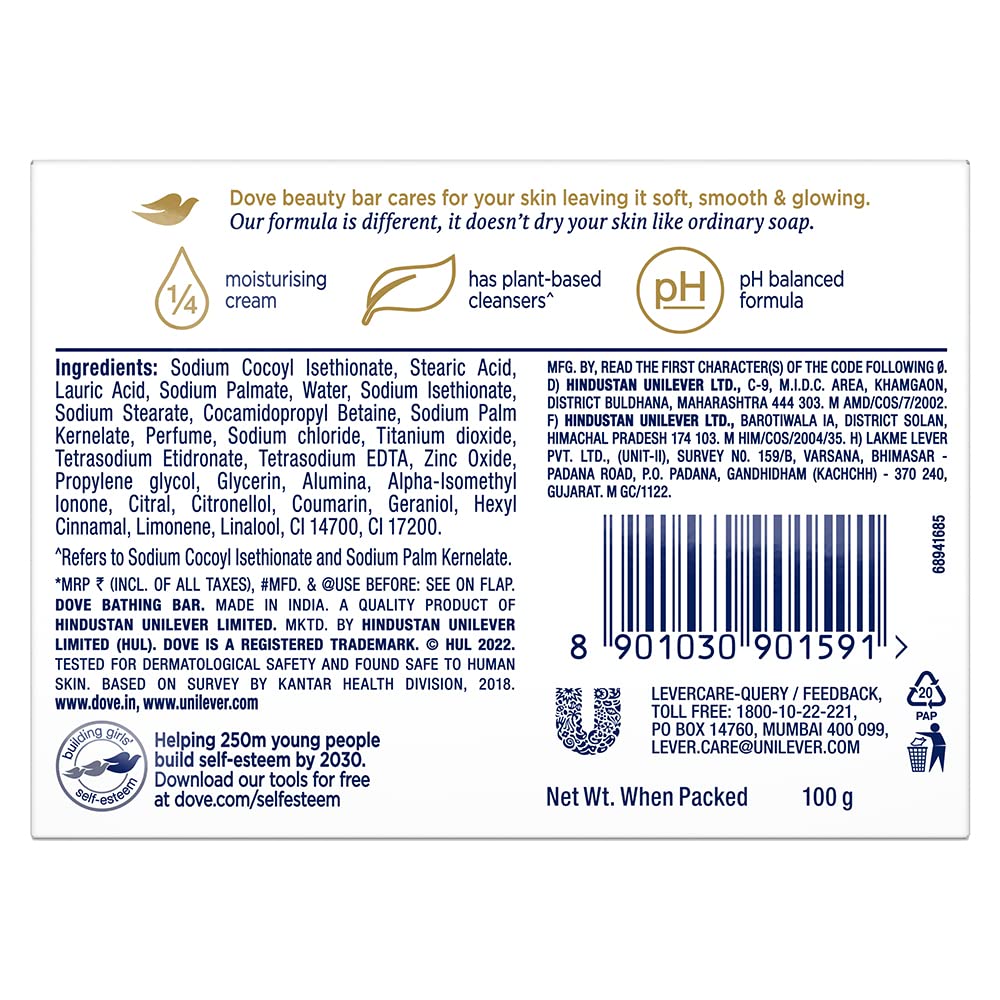 Dove beauty bar cares for your skin leaving it soft, smooth & glowing.
Our formula is different, it doesn't dry your skin like ordinary soap.
1/4
moisturising
cream
has plant-based
cleansers^
pH
pH balanced
formula
Ingredients: Sodium Cocoyl Isethionate, Stearic Acid,
Lauric Acid, Sodium Palmate, Water, Sodium Isethionate,
Sodium Stearate, Cocamidopropyl Betaine, Sodium Palm
Kernelate, Perfume, Sodium chloride, Titanium dioxide,
Tetrasodium Etidronate, Tetrasodium EDTA, Zinc Oxide,
Propylene glycol, Glycerin, Alumina, Alpha-Isomethyl
Ionone, Citral, Citronellol, Coumarin, Geraniol, Hexyl
Cinnamal, Limonene, Linalool, CI 14700, CI 17200.
^Refers to Sodium Cocoyl Isethionate and Sodium Palm Kernelate.
*MRP ₹ (INCL. OF ALL TAXES), #MFD. & @USE BEFORE: SEE ON FLAP.
DOVE BATHING BAR. MADE IN INDIA. A QUALITY PRODUCT OF
HINDUSTAN UNILEVER LIMITED. MKTD. BY HINDUSTAN UNILEVER
LIMITED (HUL). DOVE IS A REGISTERED TRADEMARK. © HUL 2022.
TESTED FOR DERMATOLOGICAL SAFETY AND FOUND SAFE TO HUMAN
SKIN. BASED ON SURVEY BY KANTAR HEALTH DIVISION, 2018.
www.dove.in, www.unilever.com
building girls'
self-esteem
Helping 250m young people
build self-esteem by 2030.
Download our tools for free
at dove.com/selfesteem
MFG. BY, READ THE FIRST CHARACTER(S) OF THE CODE FOLLOWING Ø.
D) HINDUSTAN UNILEVER LTD., C-9, M.I.D.C. AREA, KHAMGAON,
DISTRICT BULDHANA, MAHARASHTRA 444 303. M AMD/COS/7/2002.
F) HINDUSTAN UNILEVER LTD., BAROTIWALA IA, DISTRICT SOLAN,
HIMACHAL PRADESH 174 103. M HIM/COS/2004/35. H) LAKME LEVER
PVT. LTD., (UNIT-II), SURVEY NO. 159/B, VARSANA, BHIMASAR -
PADANA ROAD, P.O. PADANA, GANDHIDHAM (KACHCHH) - 370 240,
GUJARAT. M GC/1122.
68941685
8 901030 901591 >
LEVERCARE-QUERY / FEEDBACK,
TOLL FREE: 1800-10-22-221,
PO BOX 14760, MUMBAI 400 099,
LEVER.CARE@UNILEVER.COM
20
PAP
Net Wt. When Packed 100 g